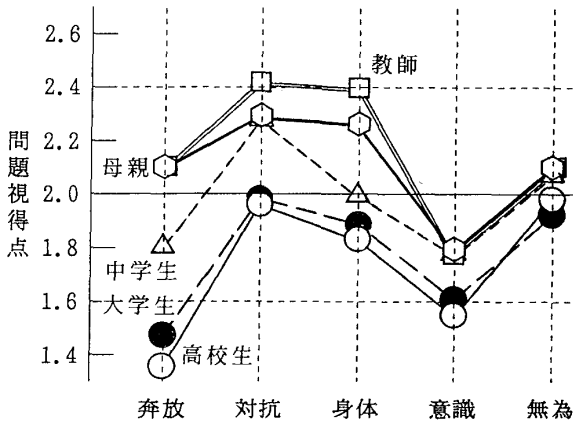 問題視得点
2.6
2.4
2.2
2.0
1.8
1.6
1.4
教師
母親
中学生
大学生
高校生
奔放 対抗 身体 意識 無為